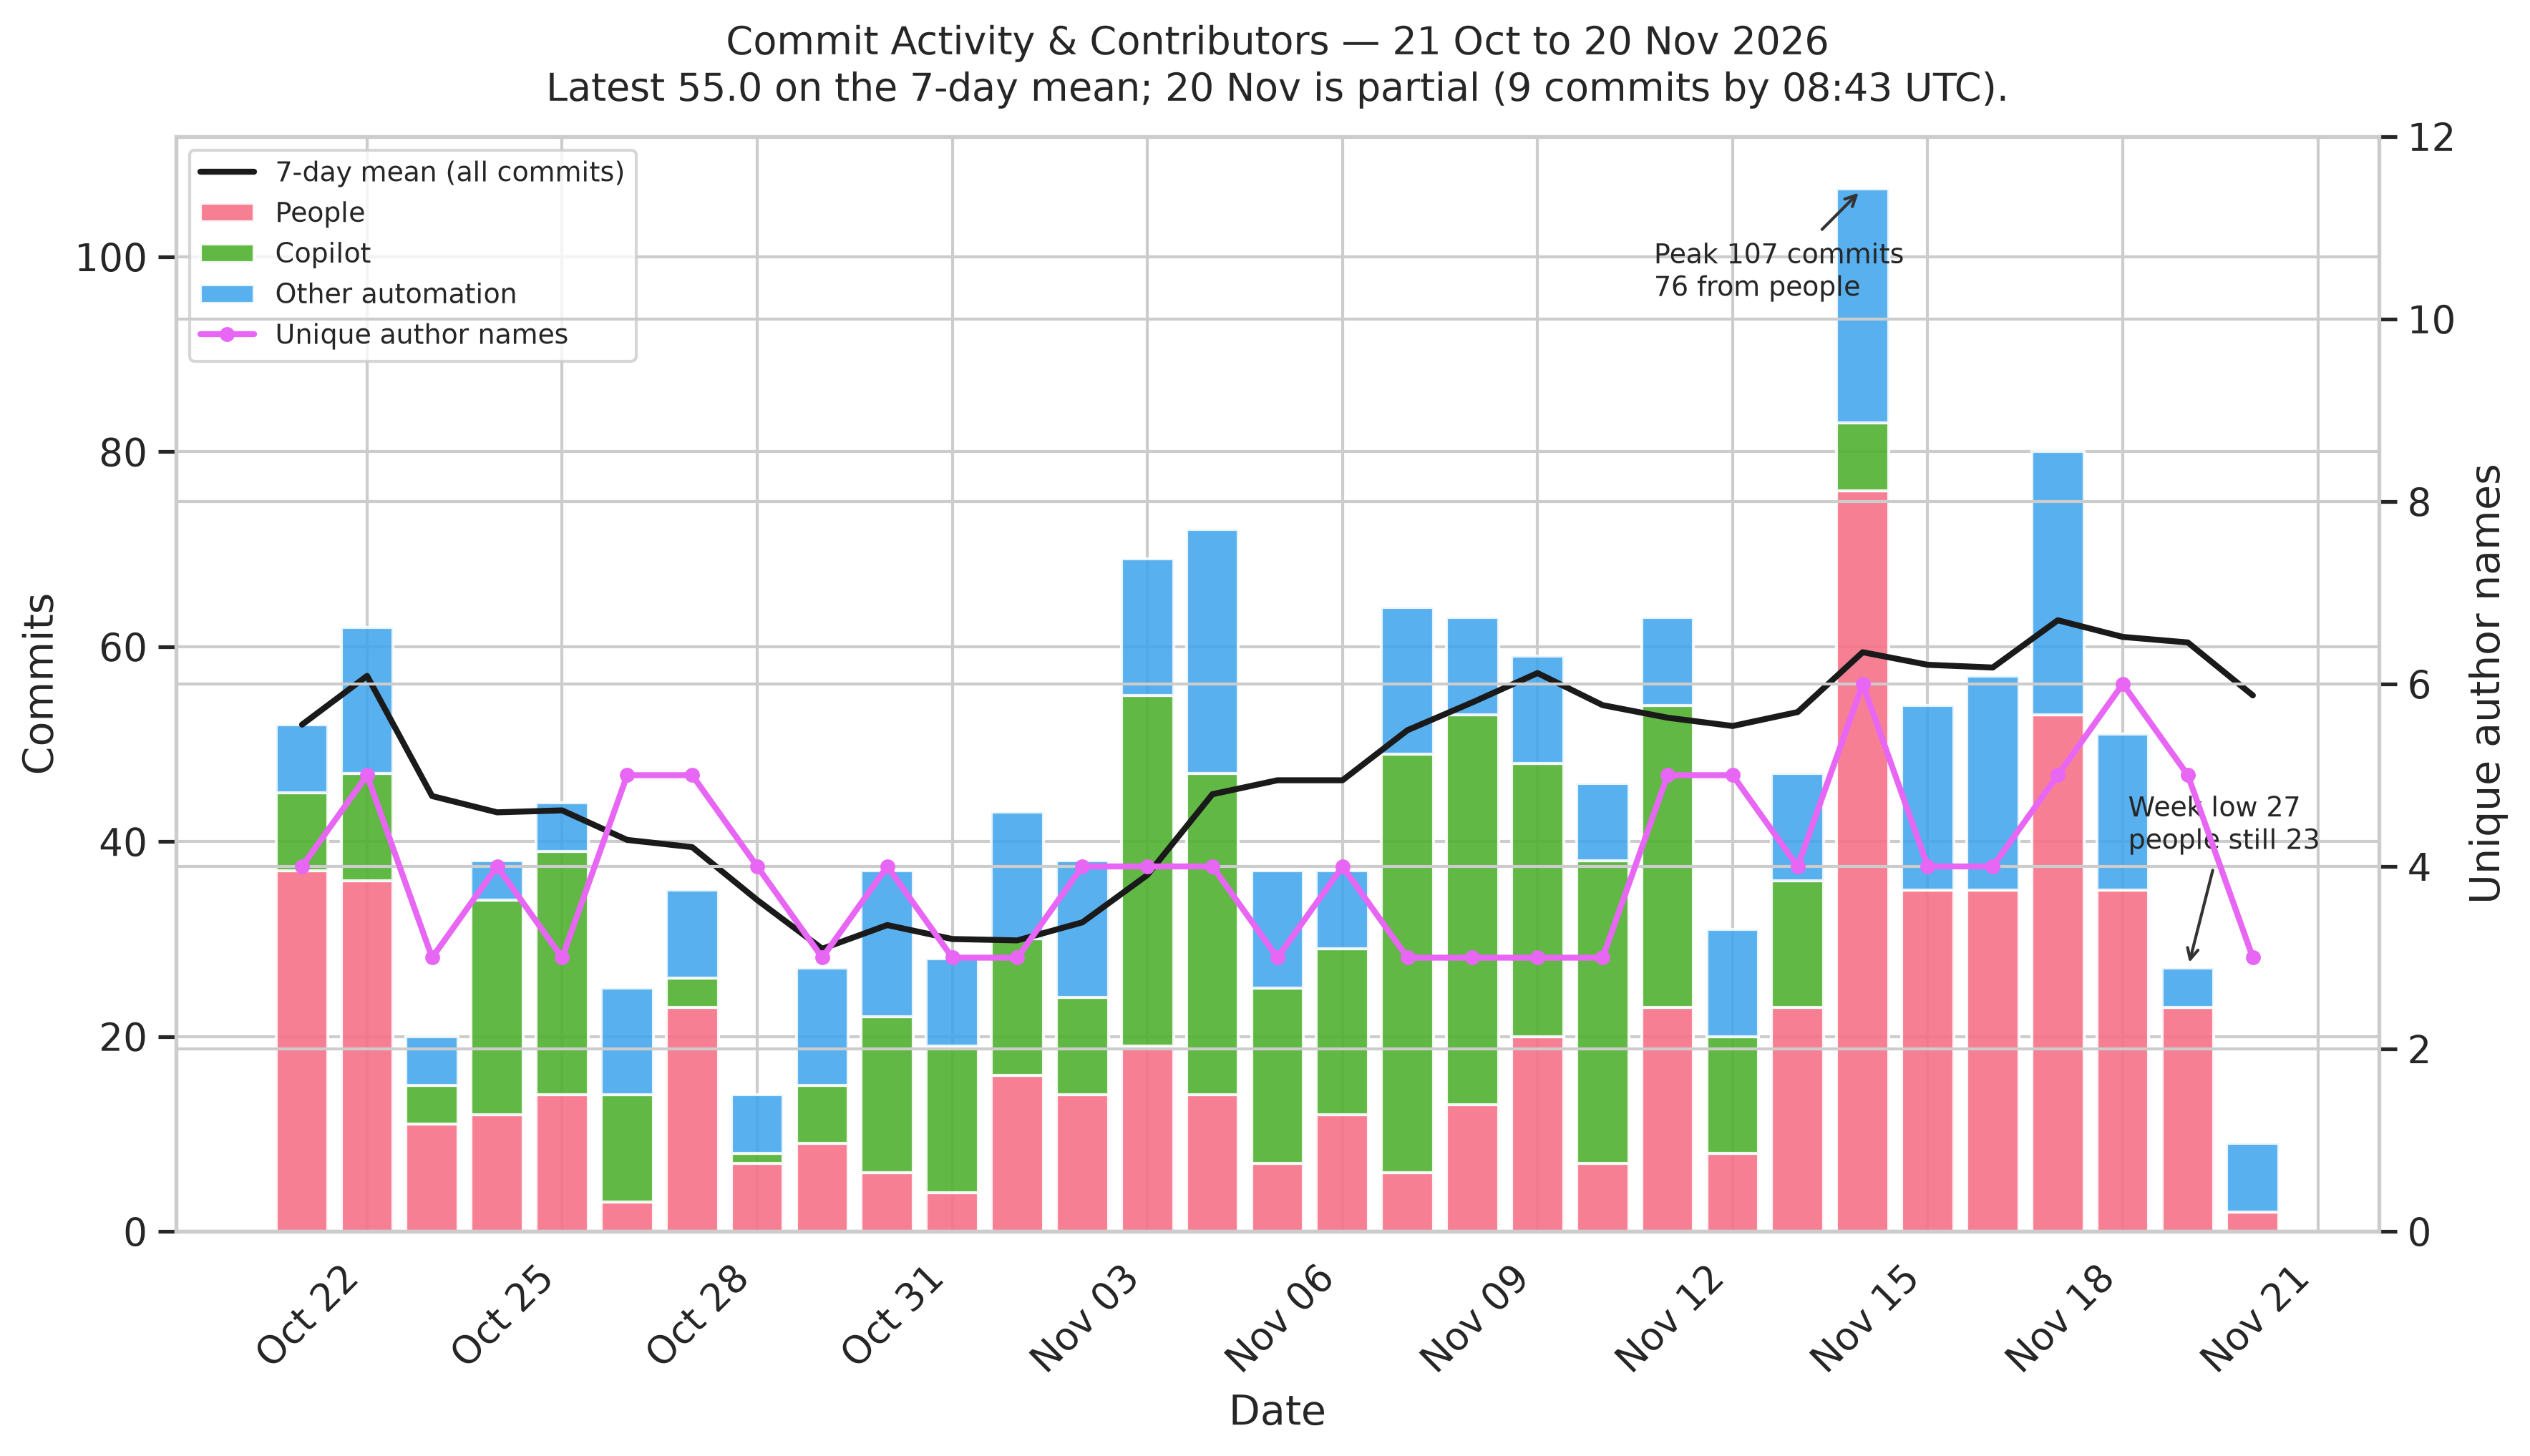 Commit Activity & Contributors — 21 Oct to 20 Nov 2026
Latest 55.0 on the 7-day mean; 20 Nov is partial (9 commits by 08:43 UTC).
7-day mean (all commits)
People
Copilot
Other automation
Unique author names
Peak 107 commits
76 from people
Week low 27
people still 23
Commits
0
20
40
60
80
100
Unique author names
0
2
4
6
8
10
12
Oct 22
Oct 25
Oct 28
Oct 31
Nov 03
Nov 06
Nov 09
Nov 12
Nov 15
Nov 18
Nov 21
Date